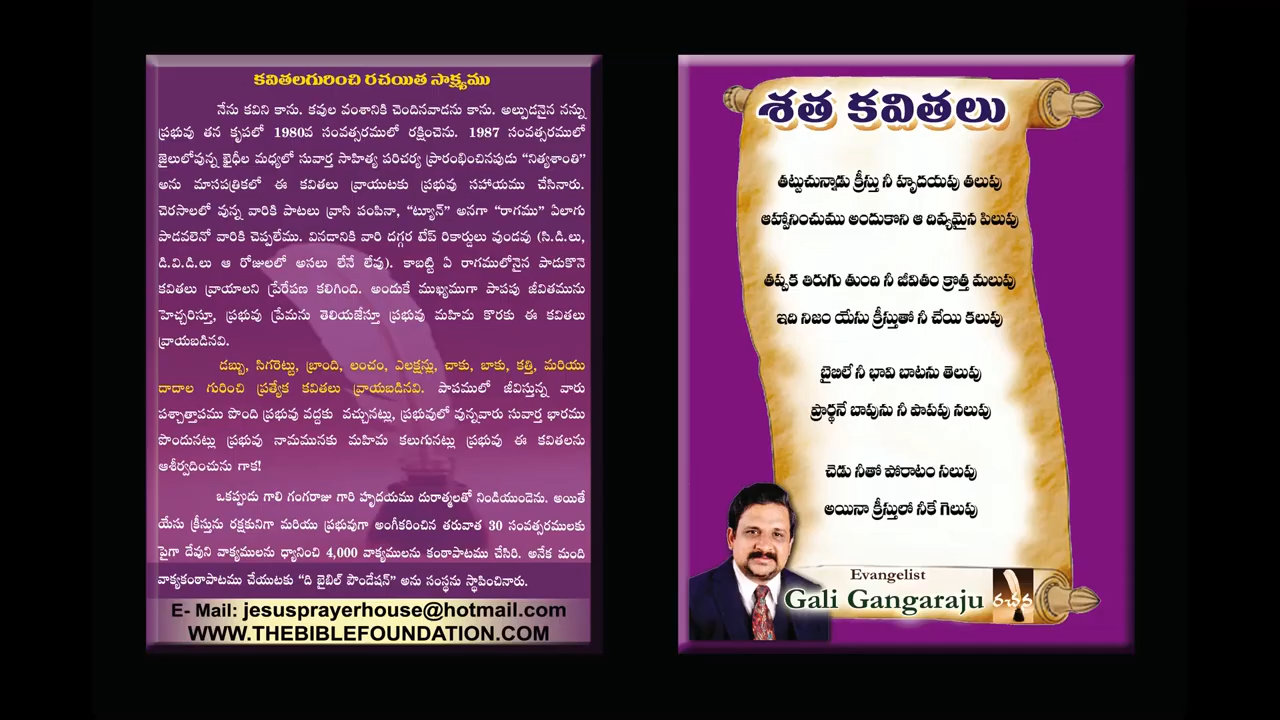 కవితలగురించి రచయిత సాక్ష్యము
నేను కవిని కాను. కవుల వంశానికి చెందినవాడను కాను. అల్పుడనైన నన్ను
ప్రభువు తన కృపలో 1980వ సంవత్సరములో రక్షించెను. 1987 సంవత్సరములో
జైలులోవున్న ఖైధీల మధ్యలో సువార్త సాహిత్య పరిచర్య ప్రారంభించినపుడు “నిత్యశాంతి”
అను మాసపత్రికలో ఈ కవితలు వ్రాయుటకు ప్రభువు సహాయము చేసినారు.
చెరసాలలో వున్న వారికి పాటలు వ్రాసి పంపినా, “ట్యూన్” అనగా “రాగము” ఏలాగు
పాడవలెనో వారికి చెప్పలేము. వినడానికి వారి దగ్గర టేప్ రికార్డులు వుండవు (సి.డి.లు,
డి.వి.డి.లు ఆ రోజులలో అసలు లేనే లేవు). కాబట్టి ఏ రాగములోనైన పాడుకొనె
కవితలు వ్రాయాలని ప్రేరేపణ కలిగింది. అందుకే ముఖ్యముగా పాపపు జీవితమును
హెచ్చరిస్తూ, ప్రభువు ప్రేమను తెలియజేస్తూ ప్రభువు మహిమ కొరకు ఈ కవితలు
వ్రాయబడినవి.
డబ్బు, సిగరెట్టు, బ్రాంది, లంచం, ఎలక్షన్లు, చాకు, బాకు, కత్తి, మరియు
దాదాల గురించి ప్రత్యేక కవితలు వ్రాయబడినవి. పాపములో జీవిస్తున్న వారు
పశ్చాత్తాపము పొంది ప్రభువు వద్దకు వచ్చునట్లు, ప్రభువులో వున్నవారు సువార్త భారము
పొందునట్లు ప్రభువు నామమునకు మహిమ కలుగునట్లు ప్రభువు ఈ కవితలను
ఆశీర్వదించును గాక!
ఒకప్పుడు గాలి గంగరాజు గారి హృదయము దురాత్మలతో నిండియుండెను. అయితే
యేసు క్రీస్తును రక్షకునిగా మరియు ప్రభువుగా అంగీకరించిన తరువాత 30 సంవత్సరములకు
పైగా దేవుని వాక్యములను ధ్యానించి 4,000 వాక్యములను కంఠాపాటము చేసిరి. అనేక మంది
వాక్యకంఠాపాటము చేయుటకు “ది బైబిల్ పౌండేషన్” అను సంస్థను స్థాపించినారు.
E- Mail: jesusprayerhouse@hotmail.com
WWW.THEBIBLEFOUNDATION.COM
శత కవితలు
తట్టుచున్నాడు క్రీస్తు నీ హృదయపు తలుపు
ఆహ్వానించుము అందుకొని ఆ దివ్యమైన పిలుపు
తప్పక తిరుగు తుంది నీ జీవితం క్రొత్త మలుపు
ఇది నిజం యేసు క్రీస్తుతో నీ చేయి కలుపు
బైబిలే నీ భావి బాటను తెలుపు
ప్రార్థనే బాపును నీ పాపపు నలుపు
చెడు నీతో పోరాటం సలుపు
అయినా క్రీస్తులో నీకే గెలుపు
Evangelist
Gali Gangaraju రచన